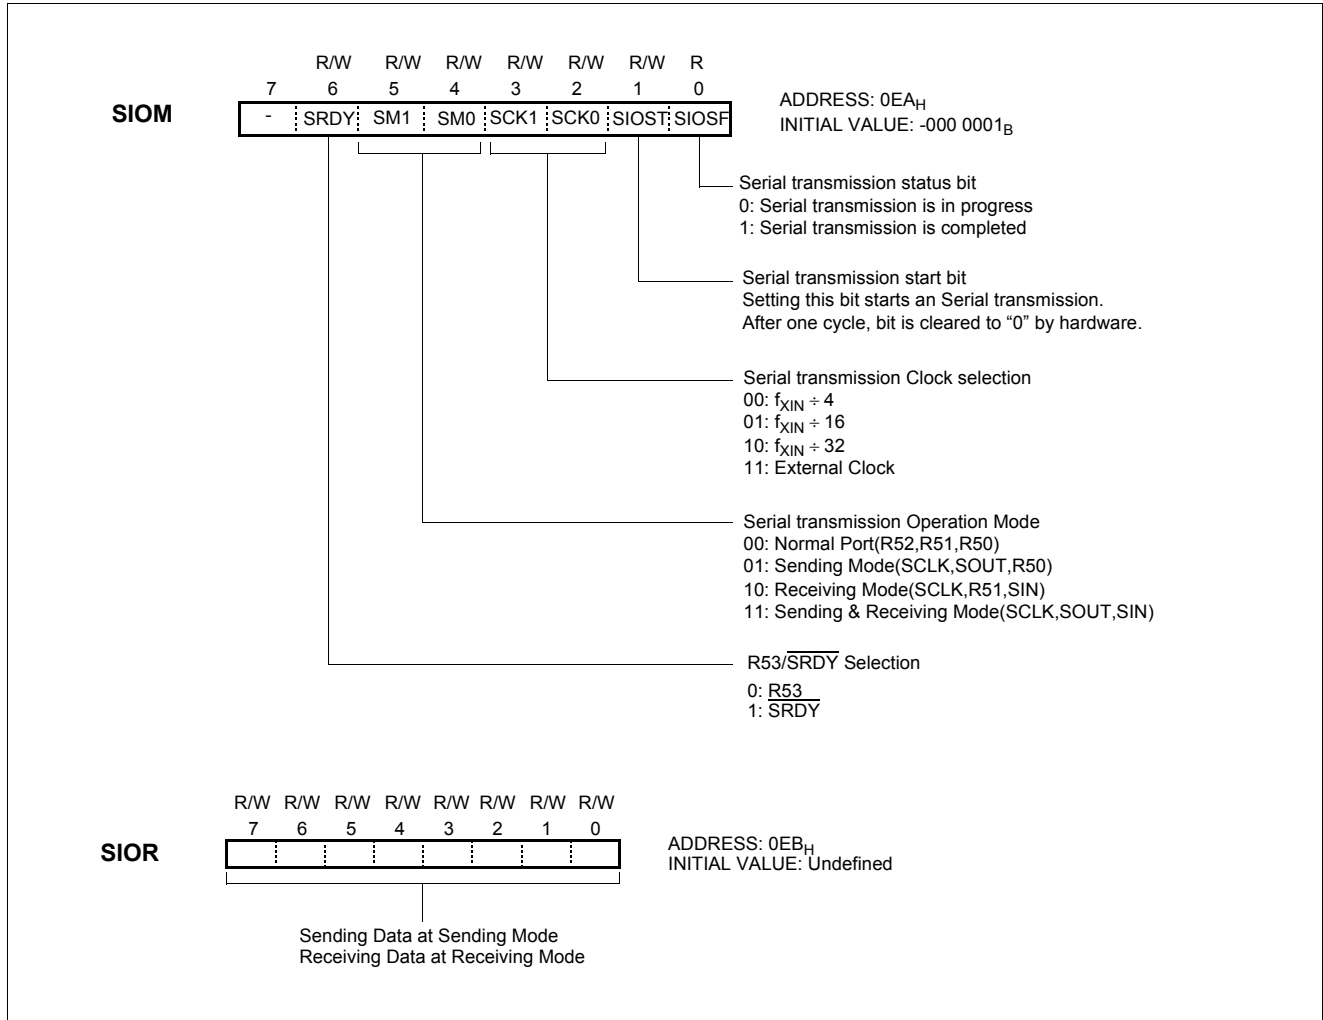 R/W R/W R/W R/W R/W R/W R
7 6 5 4 3 2 1 0
SIOM
- SRDY SM1 SM0 SCK1 SCK0 SIOST SIOSF
ADDRESS: 0EAH
INITIAL VALUE: -000 0001B
Serial transmission status bit
0: Serial transmission is in progress
1: Serial transmission is completed
Serial transmission start bit
Setting this bit starts an Serial transmission.
After one cycle, bit is cleared to “0” by hardware.
Serial transmission Clock selection
00: fXIN ÷ 4
01: fXIN ÷ 16
10: fXIN ÷ 32
11: External Clock
Serial transmission Operation Mode
00: Normal Port(R52,R51,R50)
01: Sending Mode(SCLK,SOUT,R50)
10: Receiving Mode(SCLK,R51,SIN)
11: Sending & Receiving Mode(SCLK,SOUT,SIN)
R53/SRDY Selection
0: R53
1: SRDY
R/W R/W R/W R/W R/W R/W R/W R/W
7 6 5 4 3 2 1 0
SIOR
ADDRESS: 0EBH
INITIAL VALUE: Undefined
Sending Data at Sending Mode
Receiving Data at Receiving Mode